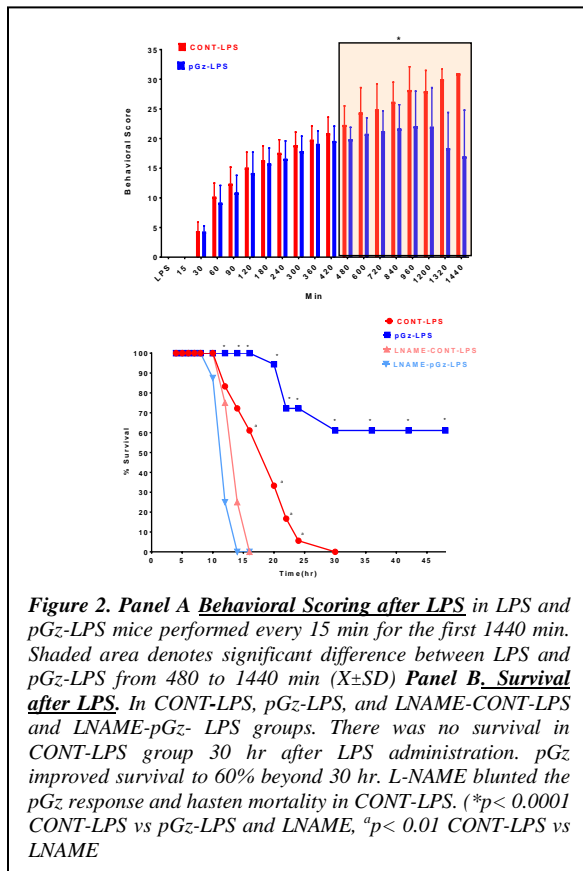 *
CONT-LPS
pGz-LPS
35
30
25
20
15
10
5
0
Behavioral Score
LPS 15 30 60 90 120 180 240 300 360 420 480 600 720 840 960 1200 1320 1440
Min
CONT-LPS
pGz-LPS
LNAME-CONT-LPS
LNAME-pGz-LPS
100
90
80
70
60
50
40
30
20
10
0
% Survival
* * * * * * * * * *
a a a a
0 5 10 15 20 25 30 35 40 45
Time(hr)
Figure 2. Panel A Behavioral Scoring after LPS in LPS and
pGz-LPS mice performed every 15 min for the first 1440 min.
Shaded area denotes significant difference between LPS and
pGz-LPS from 480 to 1440 min (X±SD) Panel B. Survival
after LPS. In CONT-LPS, pGz-LPS, and LNAME-CONT-LPS
and LNAME-pGz- LPS groups. There was no survival in
CONT-LPS group 30 hr after LPS administration. pGz
improved survival to 60% beyond 30 hr. L-NAME blunted the
pGz response and hasten mortality in CONT-LPS. (*p< 0.0001
CONT-LPS vs pGz-LPS and LNAME, ᵃp< 0.01 CONT-LPS vs
LNAME